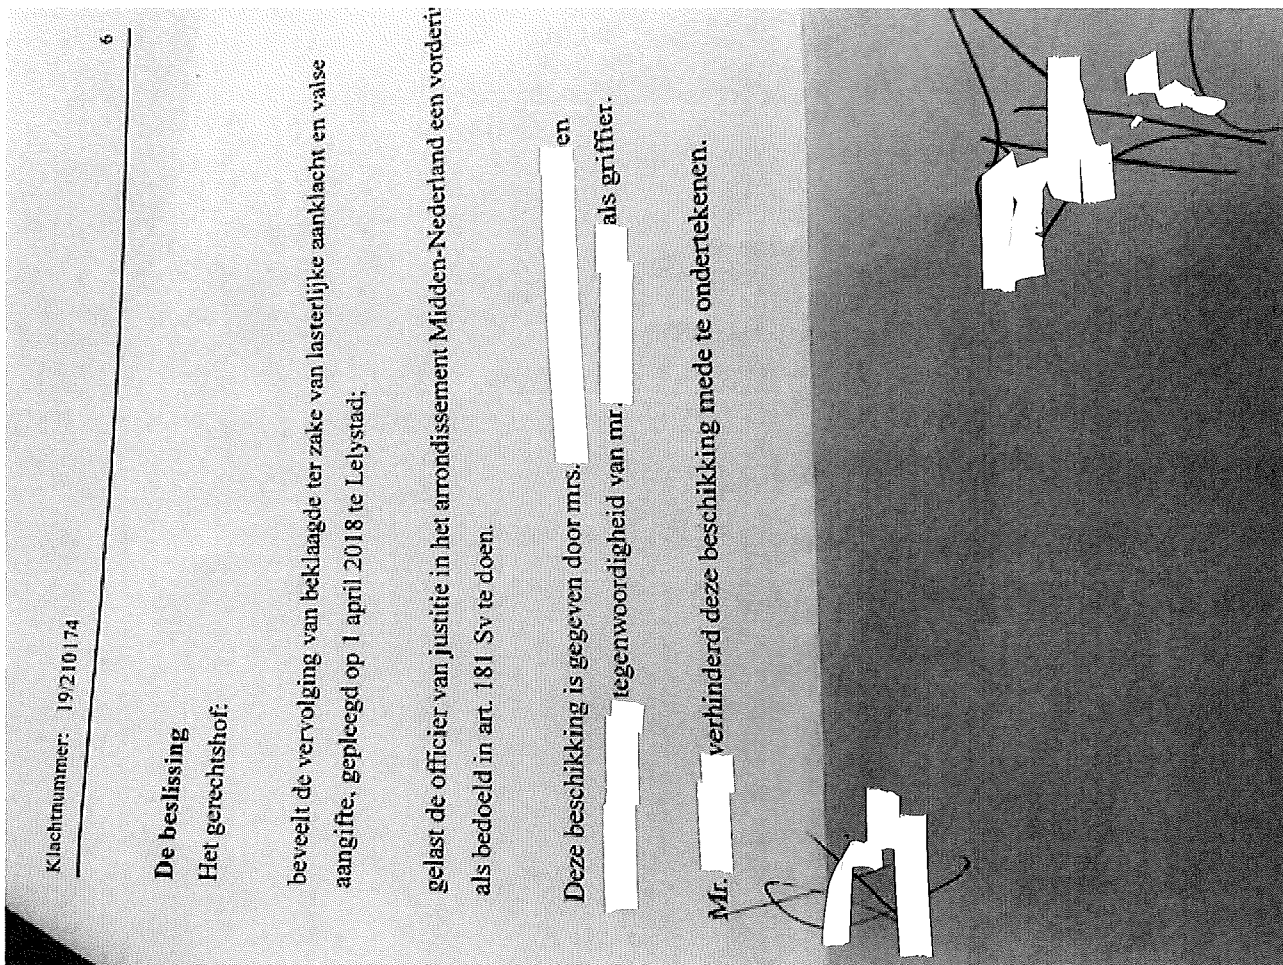 Klachtnummer: 19/210174 6
De beslissing
Het gerechtshof:
beveelt de vervolging van beklaagde ter zake van lasterlijke aanklacht en valse
aangifte, gepleegd op 1 april 2018 te Lelystad;
gelast de officier van justitie in het arrondissement Midden-Nederland een vorderi
als bedoeld in art. 181 Sv te doen.
Deze beschikking is gegeven door mrs. en
tegenwoordigheid van mr. als griffier.
Mr. verhinderd deze beschikking mede te ondertekenen.